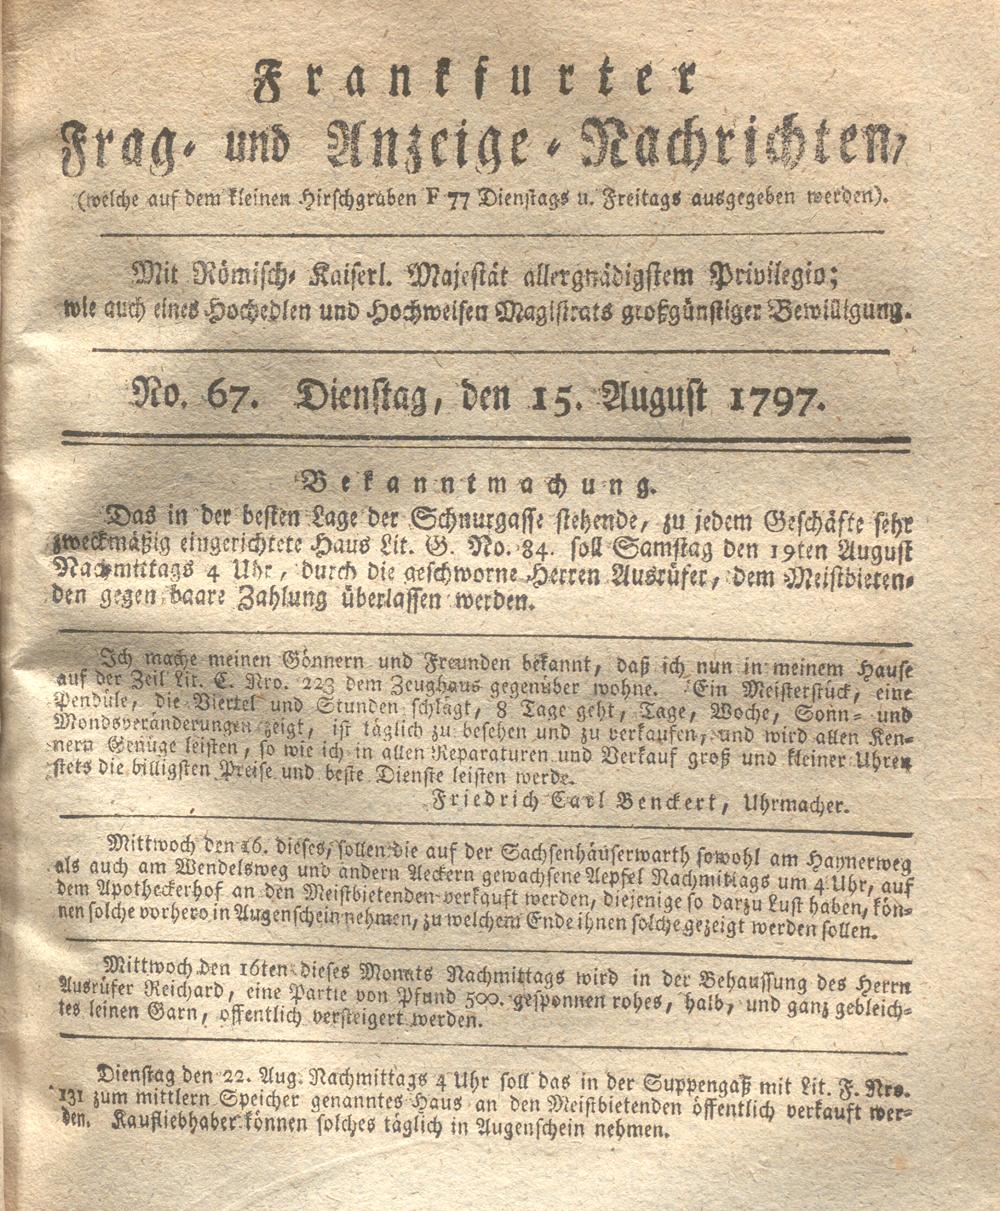 Frankfurter
Frag- und Anzeige-Nachrichten,
(welche auf dem kleinen Hirschgraben F 77 Dienstags u. Freitags ausgegeben werden).
Mit Römisch-Kaiserl. Majestät allergnädigstem Privilegio;
wie auch eines Hochedlen und Hochweisen Magistrats großgünstiger Bewilligung.
No. 67. Dienstag, den 15. August 1797.
Bekanntmachung.
Das in der besten Lage der Schnurgasse stehende, zu jedem Geschäfte sehr
zweckmäßig eingerichtete Haus Lit. G. No. 84. soll Samstag den 19ten August
Nachmittags 4 Uhr, durch die geschworne Herren Ausrüfer, dem Meistbieten-
den gegen baare Zahlung überlassen werden.
Ich mache meinen Gönnern und Freunden bekannt, daß ich nun in meinem Hause
auf der Zeil Lit. C. Nro. 223 dem Zeughaus gegenüber wohne. Ein Meisterstück, eine
Pendüle, die Viertel und Stunden schlägt, 8 Tage geht, Tage, Woche, Sonn- und
Mondsveränderungen zeigt, ist täglich zu besehen und zu verkaufen, und wird allen Ken-
nern Genüge leisten, so wie ich in allen Reparaturen und Verkauf groß und kleiner Uhren
stets die billigsten Preise und beste Dienste leisten werde.
Friedrich Carl Benckert, Uhrmacher.
Mittwoch den 16. dieses, sollen die auf der Sachsenhäuserwarth sowohl am Haynerweg
als auch am Wendelsweg und andern Aeckern gewachsene Aepfel Nachmittags um 4 Uhr, auf
dem Apotheckerhof an den Meistbietenden verkauft werden, diejenige so darzu Lust haben, kön-
nen solche vorhero in Augenschein nehmen, zu welchem Ende ihnen solche gezeigt werden sollen.
Mittwoch den 16ten dieses Monats Nachmittags wird in der Behaussung des Herrn
Ausrüfer Reichard, eine Partie von Pfund 500. gesponnen rohes, halb, und ganz gebleich-
tes leinen Garn, öffentlich versteigert werden.
Dienstag den 22. Aug. Nachmittags 4 Uhr soll das in der Suppengaß mit Lit. F. Nro.
131 zum mittlern Speicher genanntes Haus an den Meistbietenden öffentlich verkauft wer-
den. Kaufliebhaber können solches täglich in Augenschein nehmen.